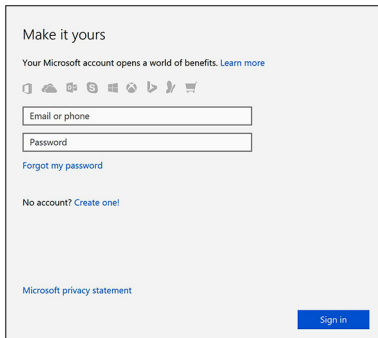 Make it yours
Your Microsoft account opens a world of benefits. Learn more
Email or phone
Password
Forgot my password
No account? Create one!
Microsoft privacy statement
Sign in